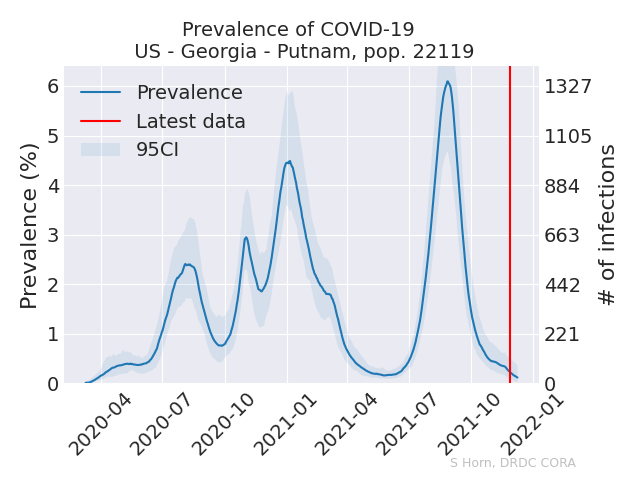 Prevalence of COVID-19
US - Georgia - Putnam, pop. 22119
Prevalence
Latest data
95CI
Prevalence (%)
6
5
4
3
2
1
0
1327
1105
884
663
442
221
0
# of infections
2020-04
2020-07
2020-10
2021-01
2021-04
2021-07
2021-10
2022-01
S Horn, DRDC CORA